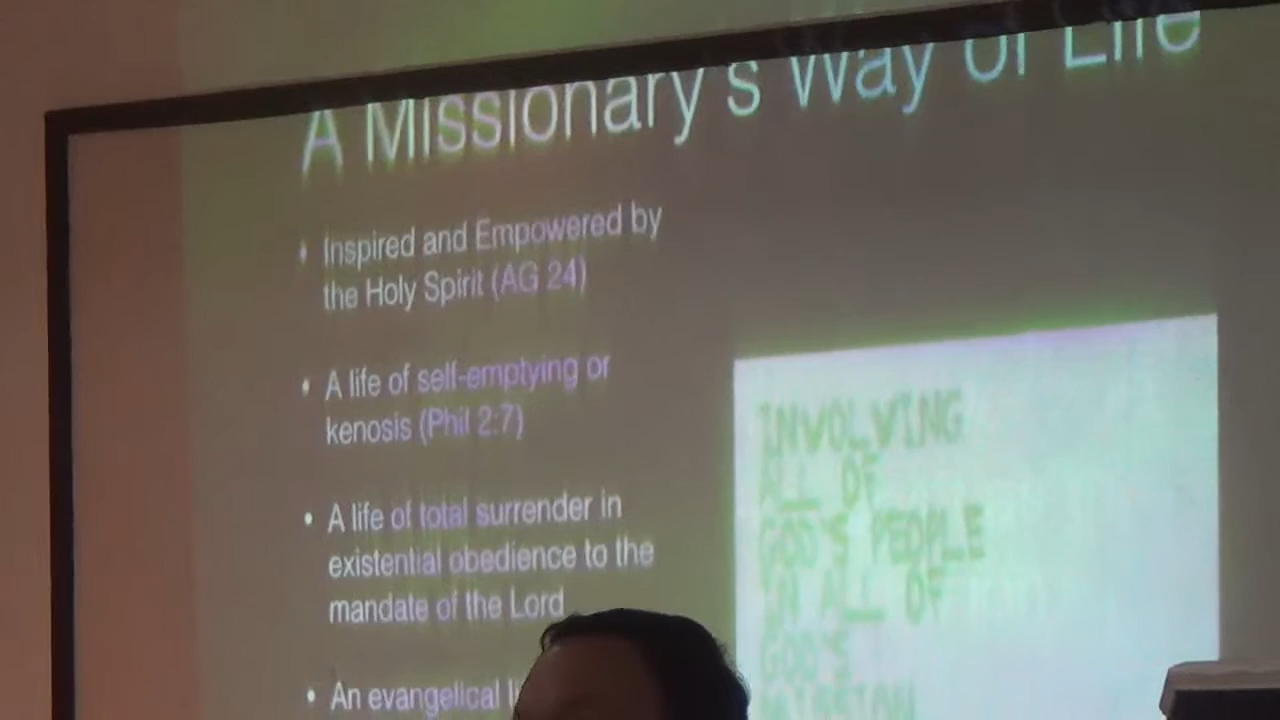 A Missionary's Way of Life
• Inspired and Empowered by
the Holy Spirit (AG 24)
• A life of self-emptying or
kenosis (Phil 2:7)
• A life of total surrender in
existential obedience to the
mandate of the Lord
• An evangelical
INVOLVING
ALL OF
GOD'S PEOPLE
IN ALL OF
GOD'S
MISSION